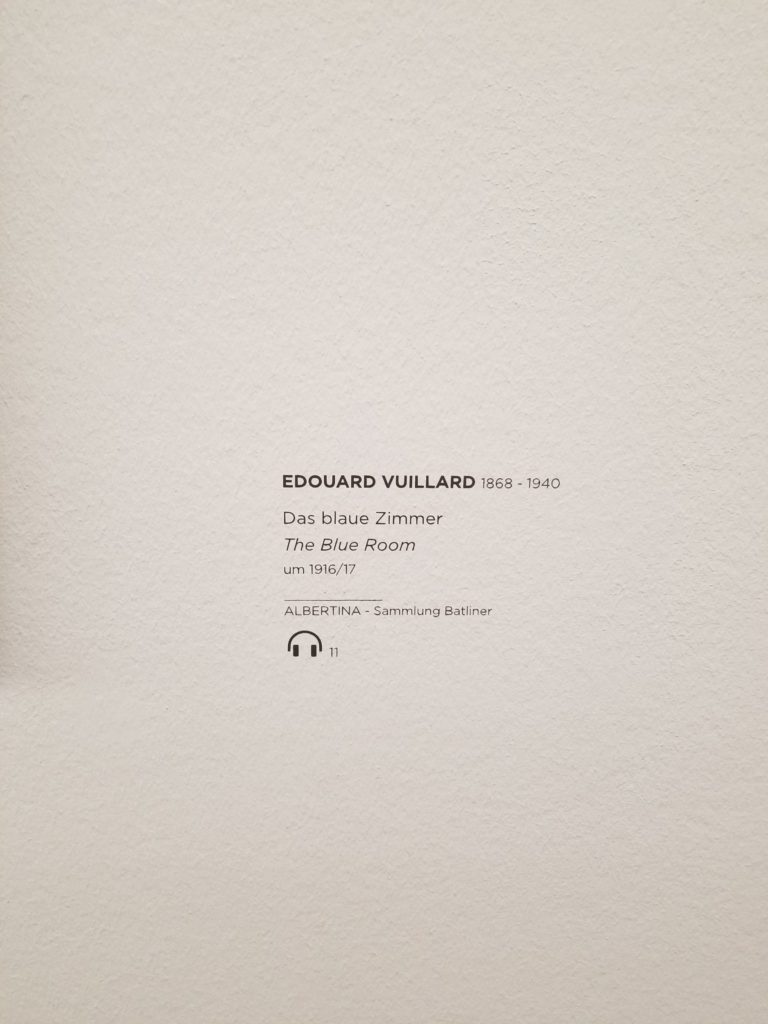 EDOUARD VUILLARD 1868 - 1940
Das blaue Zimmer
The Blue Room
um 1916/17
ALBERTINA - Sammlung Batliner
11